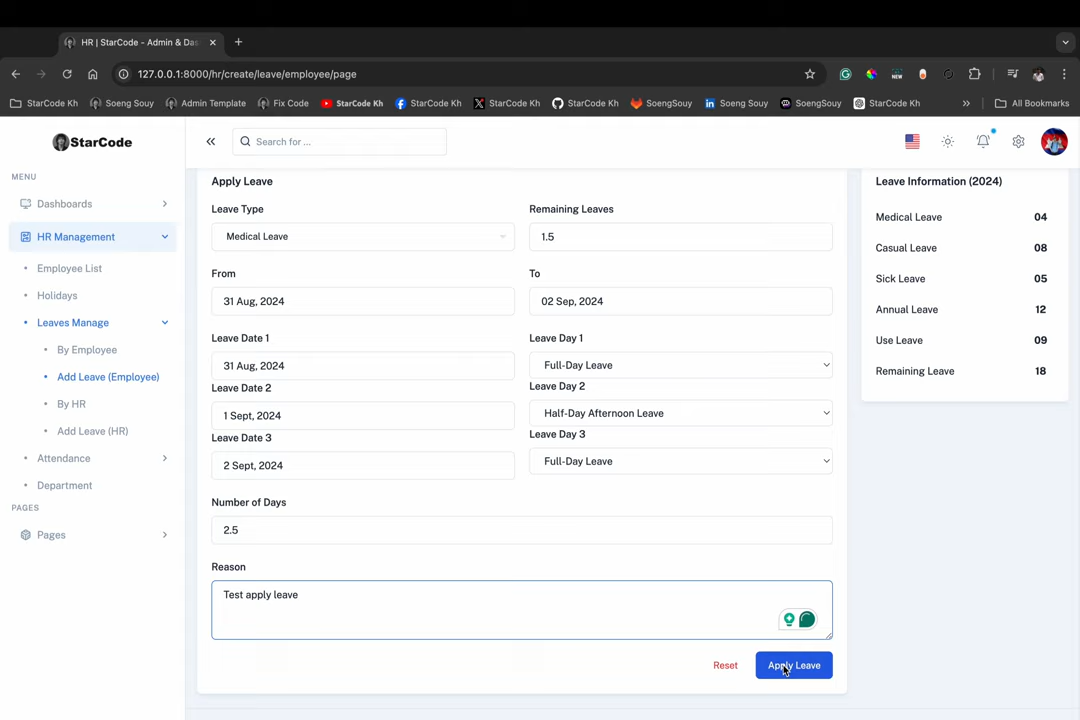 HR | StarCode - Admin & Das
127.0.0.1:8000/hr/create/leave/employee/page
NEW
StarCode Kh
Soeng Souy
Admin Template
Fix Code
StarCode Kh
StarCode Kh
StarCode Kh
StarCode Kh
SoengSouy
Soeng Souy
SoengSouy
StarCode Kh
All Bookmarks
StarCode
Search for ...
MENU
Dashboards
HR Management
Employee List
Holidays
Leaves Manage
By Employee
Add Leave (Employee)
By HR
Add Leave (HR)
Attendance
Department
PAGES
Pages
Apply Leave
Leave Type
Remaining Leaves
Medical Leave
1.5
From
To
31 Aug, 2024
02 Sep, 2024
Leave Date 1
Leave Day 1
31 Aug, 2024
Full-Day Leave
Leave Date 2
Leave Day 2
1 Sept, 2024
Half-Day Afternoon Leave
Leave Date 3
Leave Day 3
2 Sept, 2024
Full-Day Leave
Number of Days
2.5
Reason
Test apply leave
Reset
Apply Leave
Leave Information (2024)
Medical Leave 04
Casual Leave 08
Sick Leave 05
Annual Leave 12
Use Leave 09
Remaining Leave 18